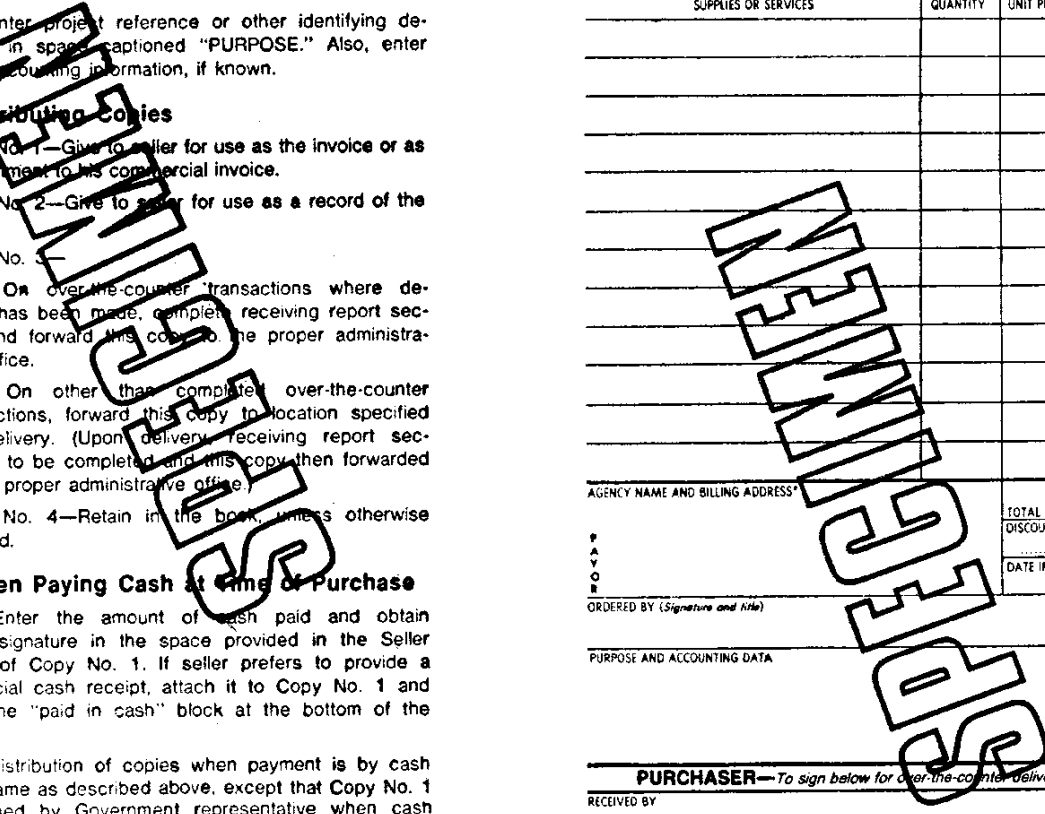 nter project reference or other identifying de-
in space captioned “PURPOSE.” Also, enter
counting information, if known.
ributing Copies
No. 1—Give to seller for use as the invoice or as
ment to his commercial invoice.
No. 2—Give to seller for use as a record of the
No. 3—
On over-the-counter transactions where de-
has been made, complete receiving report sec-
nd forward this copy to the proper administra-
fice.
On other than completed over-the-counter
ctions, forward this copy to location specified
elivery. (Upon delivery, receiving report sec-
to be completed and this copy then forwarded
proper administrative office.)
No. 4—Retain in the book, unless otherwise
d.
en Paying Cash at Time of Purchase
Enter the amount of cash paid and obtain
signature in the space provided in the Seller
of Copy No. 1. If seller prefers to provide a
cial cash receipt, attach it to Copy No. 1 and
he “paid in cash” block at the bottom of the
istribution of copies when payment is by cash
ame as described above, except that Copy No. 1
ed by Government representative when cash
SPECIMEN
SUPPLIES OR SERVICES QUANTITY UNIT P
AGENCY NAME AND BILLING ADDRESS*
PAYOR
TOTAL
DISCOU
DATE I
ORDERED BY (Signature and title)
PURPOSE AND ACCOUNTING DATA
PURCHASER—To sign below for over-the-counter delive
RECEIVED BY
SPECIMEN